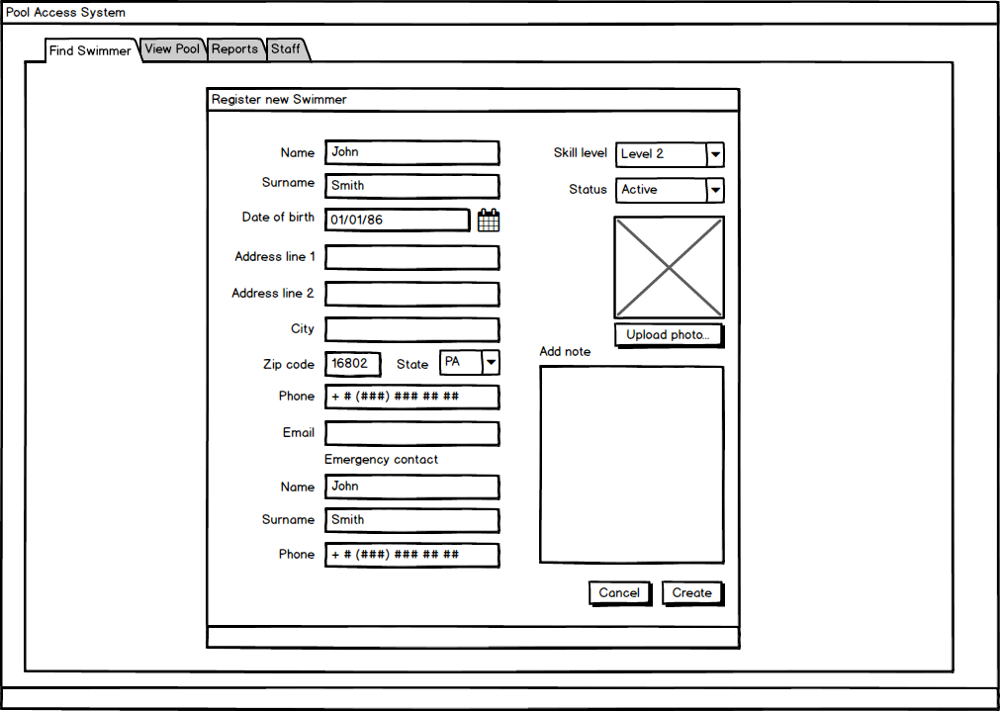 Pool Access System
Find Swimmer View Pool Reports Staff
Register new Swimmer
Name John
Surname Smith
Date of birth 01/01/86
Address line 1
Address line 2
City
Zip code 16802 State PA
Phone + # (###) ### ## ##
Email
Emergency contact
Name John
Surname Smith
Phone + # (###) ### ## ##
Skill level Level 2
Status Active
Upload photo...
Add note
Cancel Create